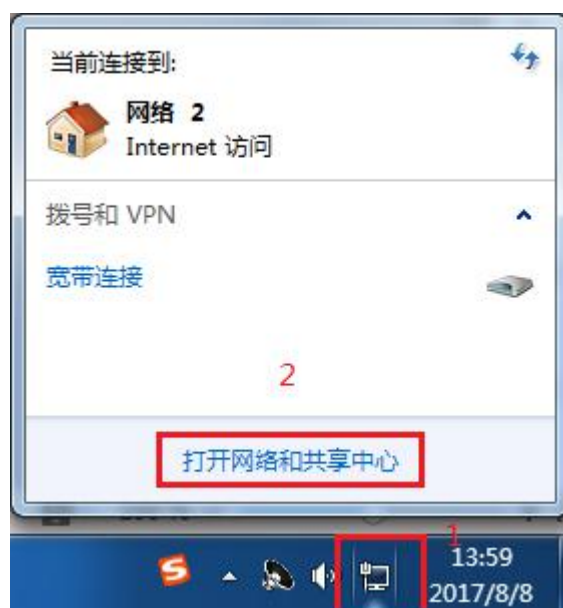 当前连接到:
网络 2
Internet 访问
拨号和 VPN
宽带连接
2
打开网络和共享中心
1
13:59
2017/8/8